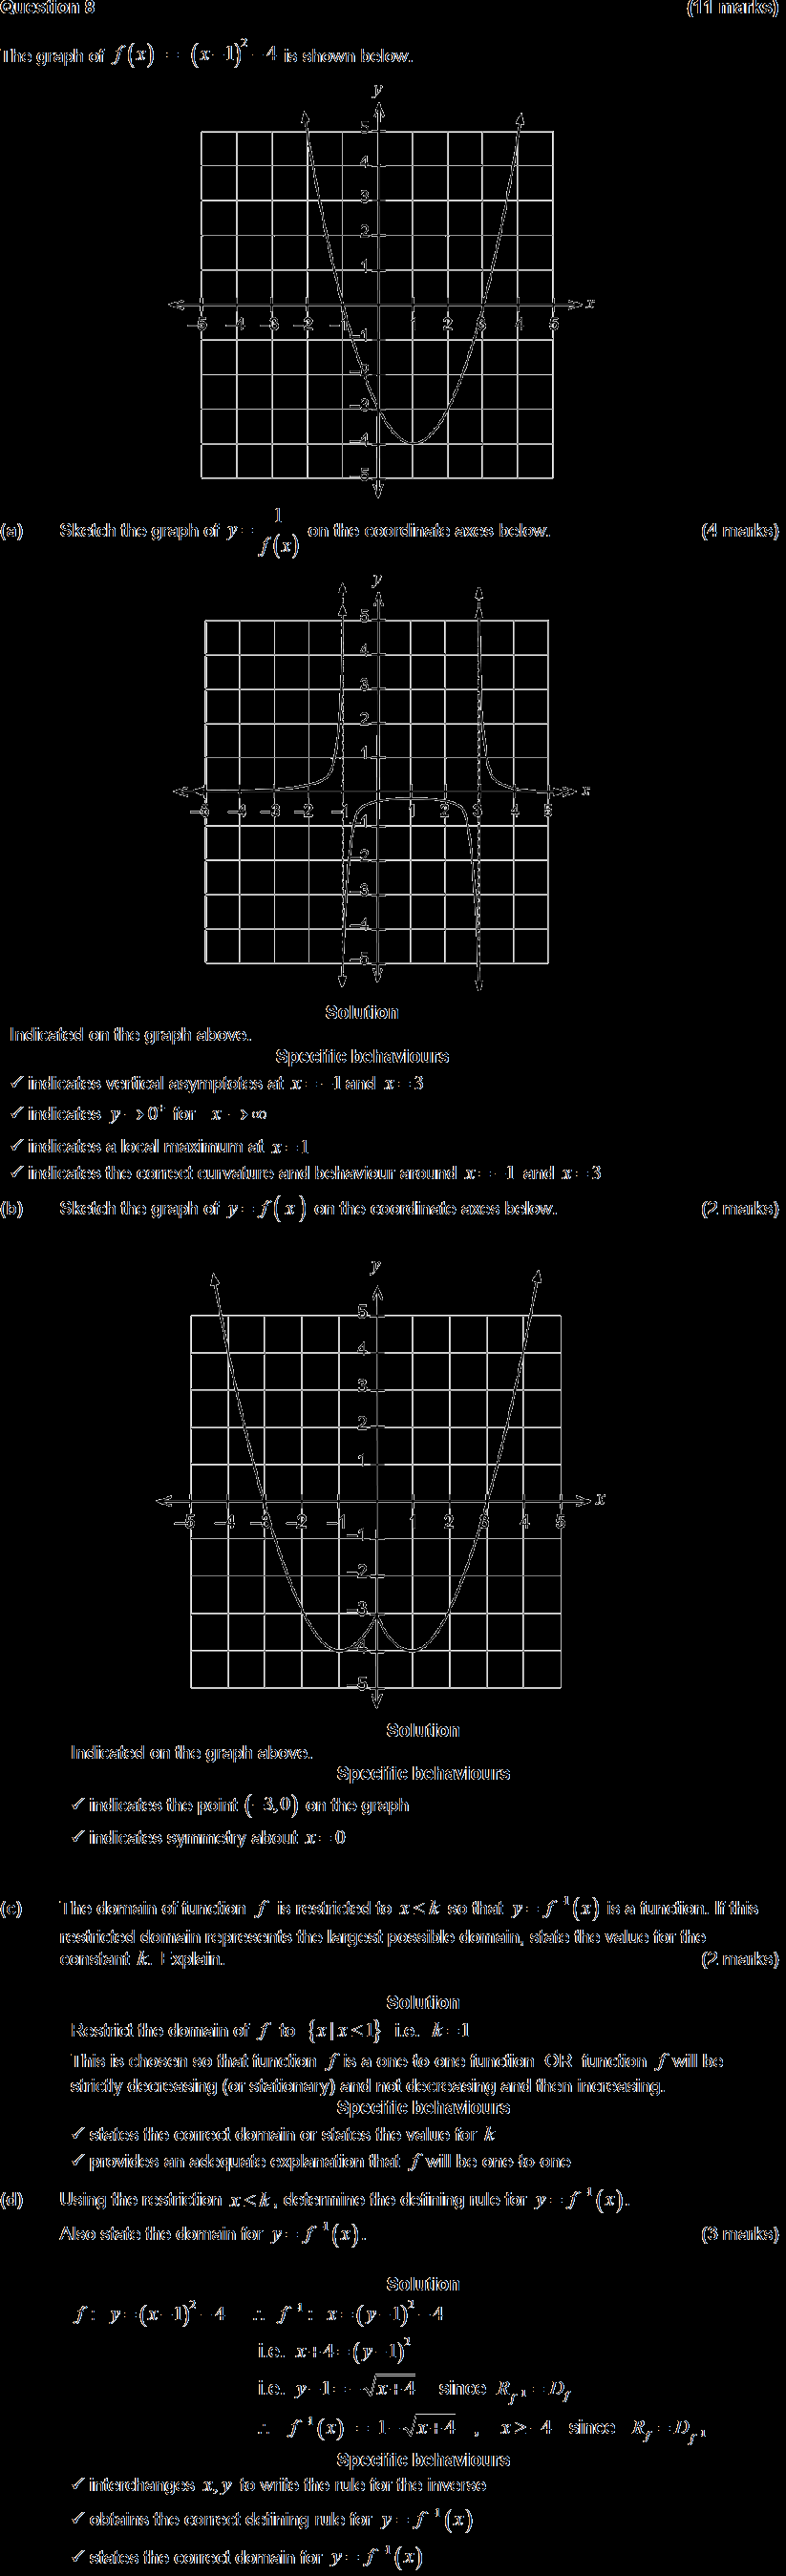 Question 8 (11 marks)
The graph of f(x) = (x−1)² − 4 is shown below.
y
5
4
3
2
1
−5 −4 −3 −2 −1 1 2 3 4 5 x
−1
−2
−3
−4
−5
(a) Sketch the graph of y = 1/f(x) on the coordinate axes below. (4 marks)
y
5
4
3
2
1
−5 −4 −3 −2 −1 1 2 3 4 5 x
−1
−2
−3
−4
−5
Solution
Indicated on the graph above.
Specific behaviours
✓ indicates vertical asymptotes at x = −1 and x = 3
✓ indicates y → 0⁺ for x → ∞
✓ indicates a local maximum at x = 1
✓ indicates the correct curvature and behaviour around x = −1 and x = 3
(b) Sketch the graph of y = f(x) on the coordinate axes below. (2 marks)
y
5
4
3
2
1
−5 −4 −3 −2 −1 1 2 3 4 5 x
−1
−2
−3
−4
−5
Solution
Indicated on the graph above.
Specific behaviours
✓ indicates the point (−3,0) on the graph
✓ indicates symmetry about x = 0
(c) The domain of function f is restricted to x ≤ k so that y = f⁻¹(x) is a function. If this
restricted domain represents the largest possible domain, state the value for the
constant k. Explain. (2 marks)
Solution
Restrict the domain of f to {x | x ≤ 1} i.e. k = 1
This is chosen so that function f is a one-to-one function OR function f will be
strictly decreasing (or stationary) and not decreasing and then increasing.
Specific behaviours
✓ states the correct domain or states the value for k
✓ provides an adequate explanation that f will be one-to-one
(d) Using the restriction x ≤ k, determine the defining rule for y = f⁻¹(x).
Also state the domain for y = f⁻¹(x). (3 marks)
Solution
f : y = (x−1)² − 4 ∴ f⁻¹ : x = (y−1)² − 4
i.e. x + 4 = (y−1)²
i.e. y − 1 = −√(x+4) since R_f⁻¹ = D_f
∴ f⁻¹(x) = 1 − √(x+4) , x ≥ −4 since R_f = D_f⁻¹
Specific behaviours
✓ interchanges x, y to write the rule for the inverse
✓ obtains the correct defining rule for y = f⁻¹(x)
✓ states the correct domain for y = f⁻¹(x)